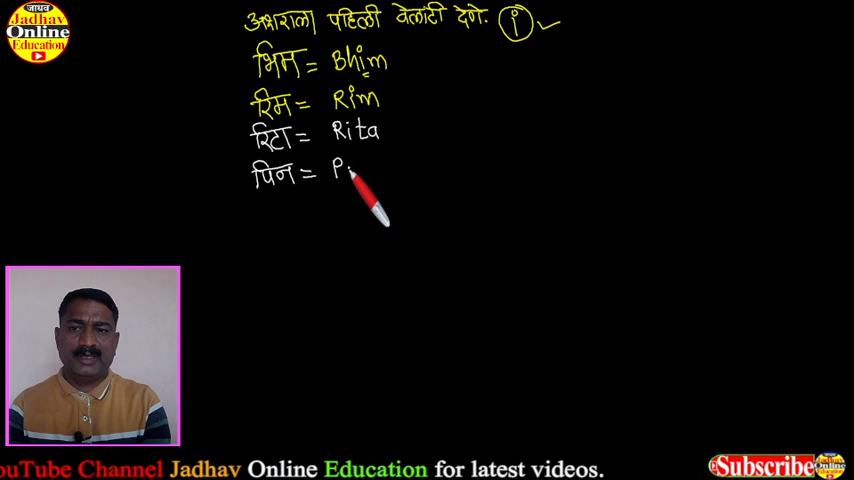 जाधव
Jadhav
Online
Education
अक्षराला पहिली वेलांटी देणे. i
भिम = Bhim
रिम = Rim
रिटा = Rita
पिन = Pi
ouTube Channel Jadhav Online Education for latest videos.
Subscribe